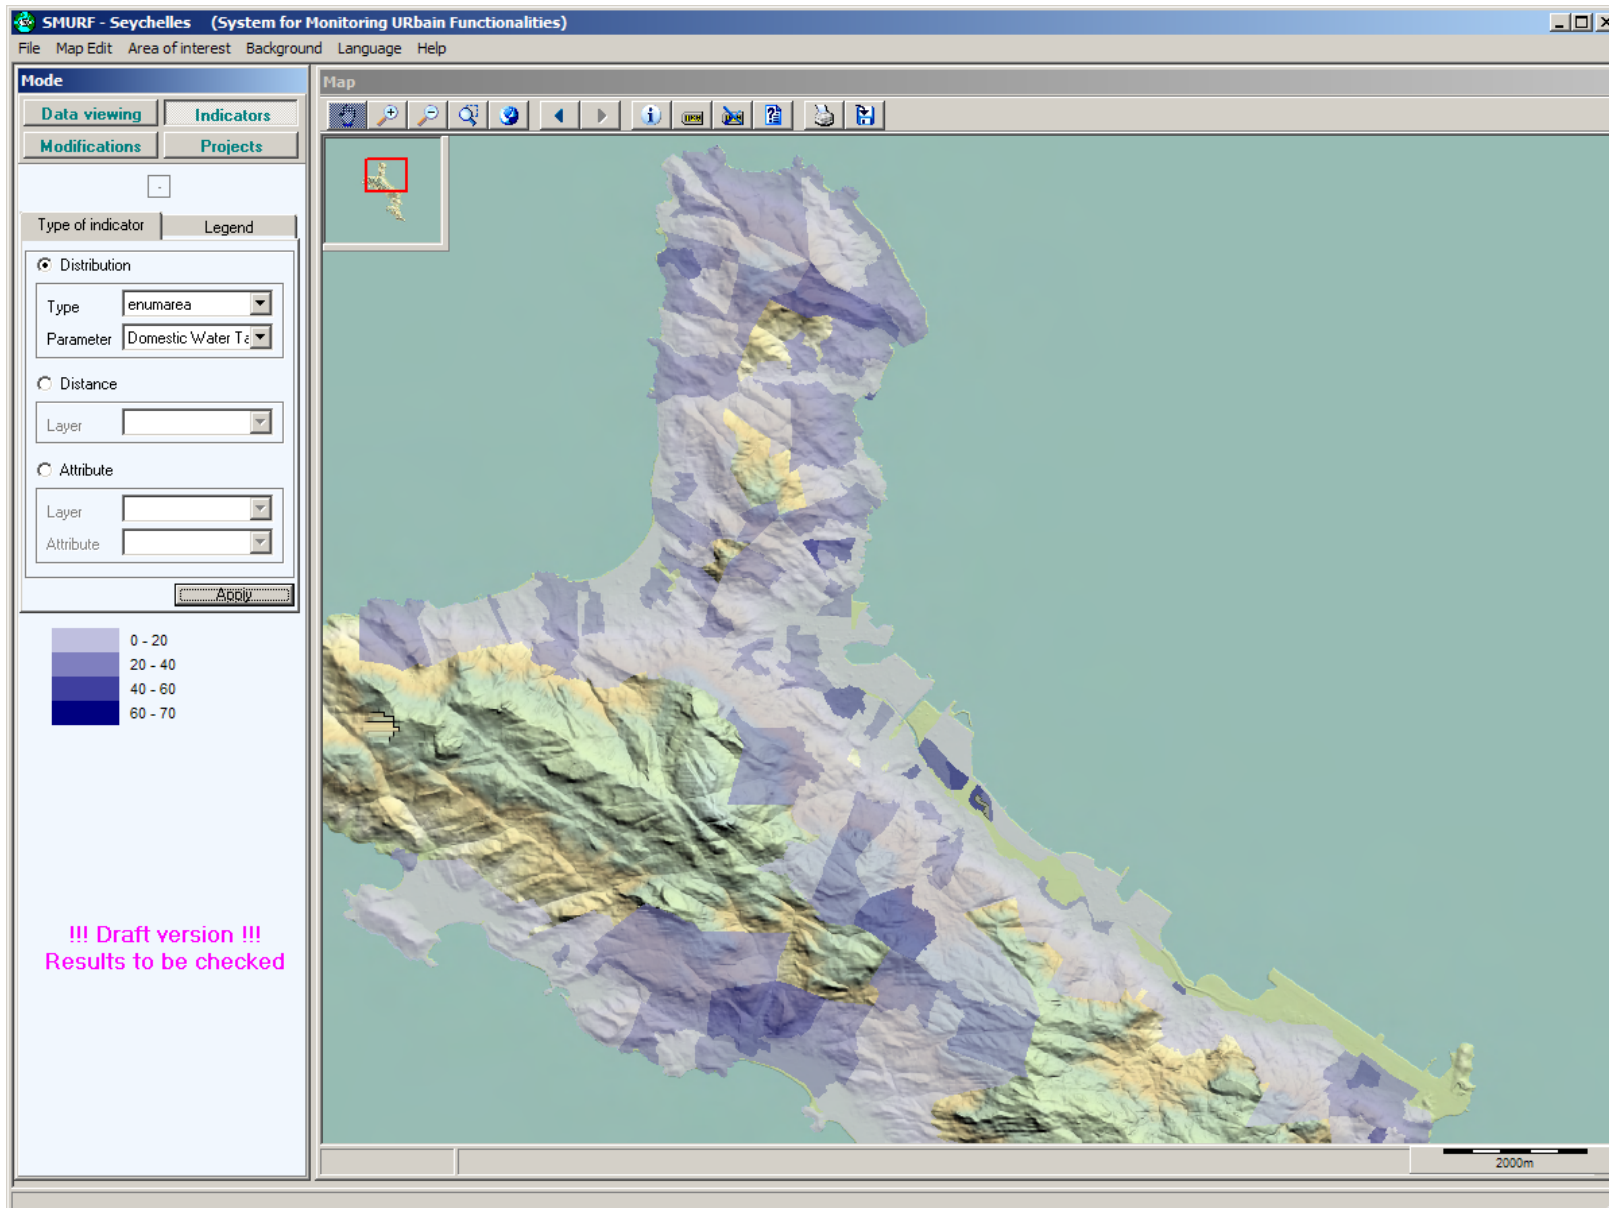 SMURF - Seychelles (System for Monitoring URbain Functionalities)
File Map Edit Area of interest Background Language Help
Mode
Map
Data viewing Indicators
Modifications Projects
-
Type of indicator Legend
Distribution
Type enumarea
Parameter Domestic Water Ta
Distance
Layer
Attribute
Layer
Attribute
Apply
0 - 20
20 - 40
40 - 60
60 - 70
!!! Draft version !!!
Results to be checked
2000m